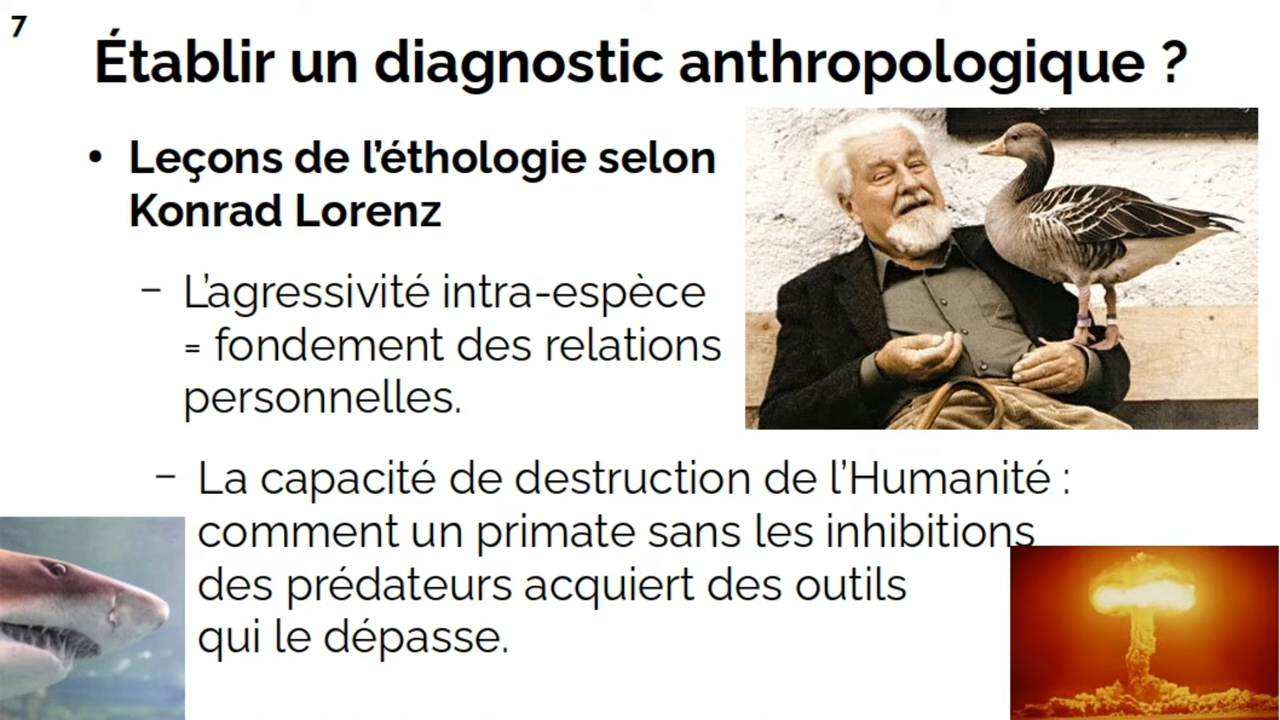 7
Établir un diagnostic anthropologique ?
• Leçons de l’éthologie selon
Konrad Lorenz
– L’agressivité intra-espèce
= fondement des relations
personnelles.
– La capacité de destruction de l’Humanité :
comment un primate sans les inhibitions
des prédateurs acquiert des outils
qui le dépasse.